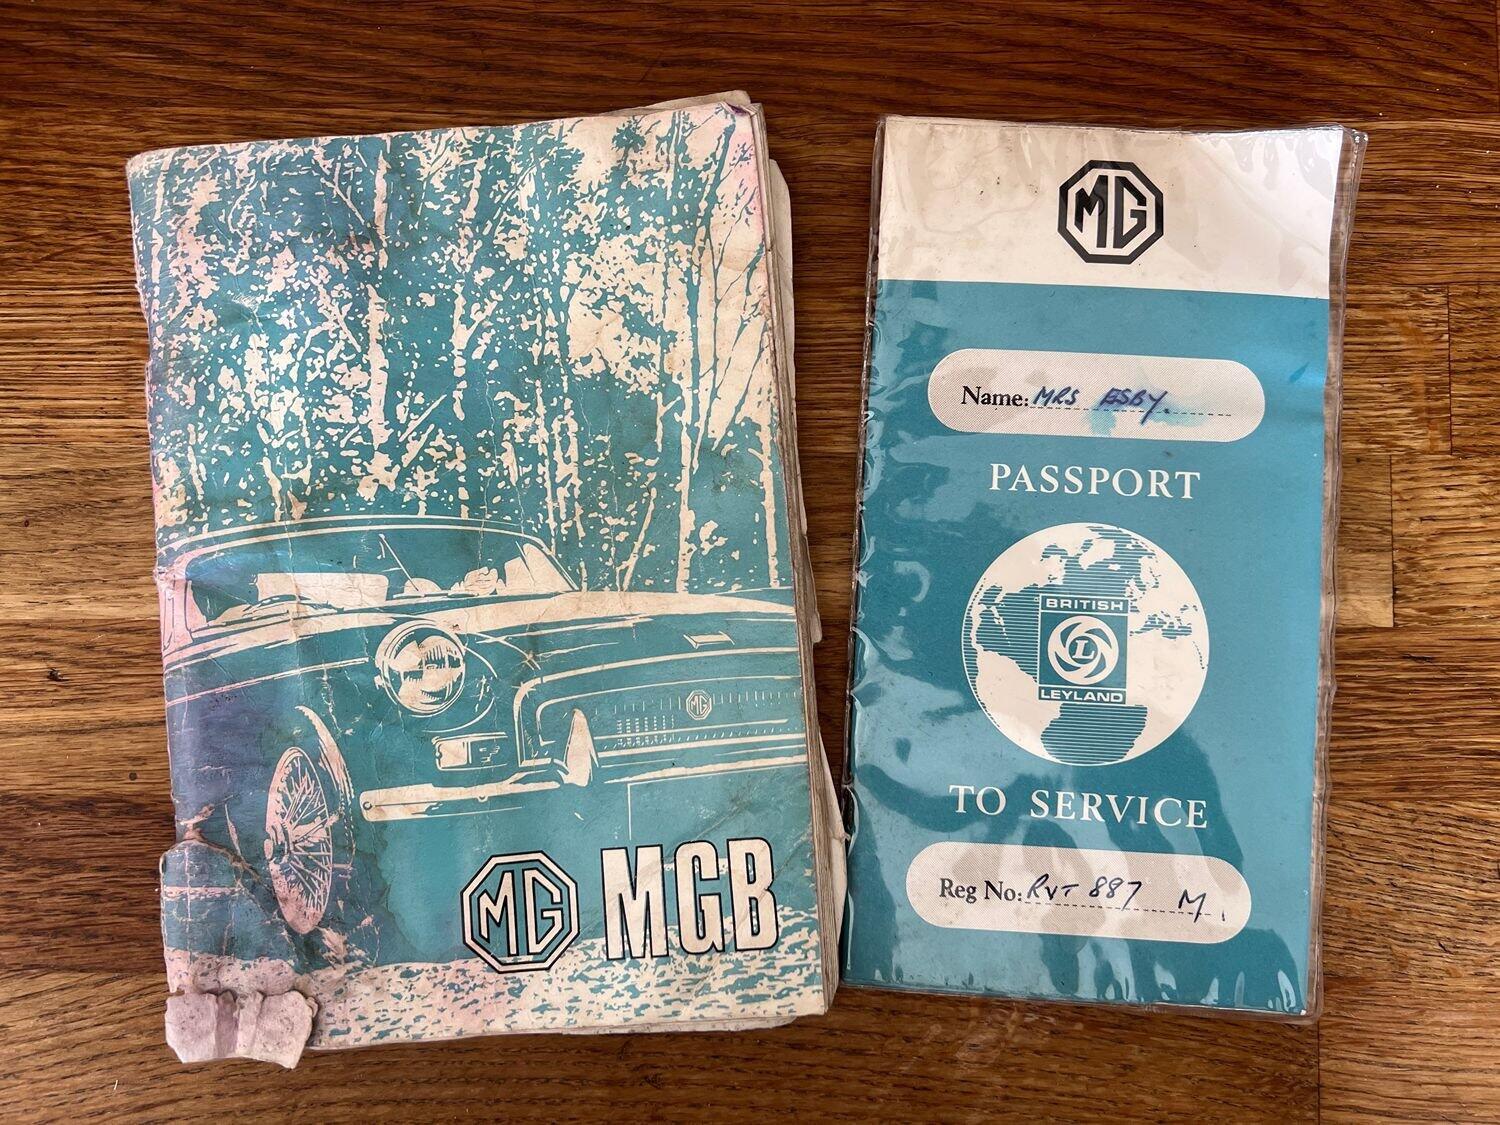 MG
MG
MGB
MG
Name: MRS ESBY.
PASSPORT
BRITISH
L
LEYLAND
TO SERVICE
Reg No: RVT 887 M.